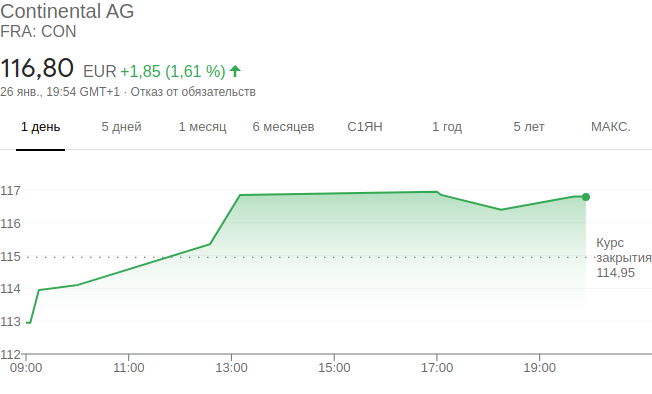 Continental AG
FRA: CON
116,80 EUR +1,85 (1,61 %)
26 янв., 19:54 GMT+1 · Отказ от обязательств
1 день 5 дней 1 месяц 6 месяцев С1ЯН 1 год 5 лет МАКС.
117
116
Курс
115 закрытия
114,95
114
113
112
09:00 11:00 13:00 15:00 17:00 19:00